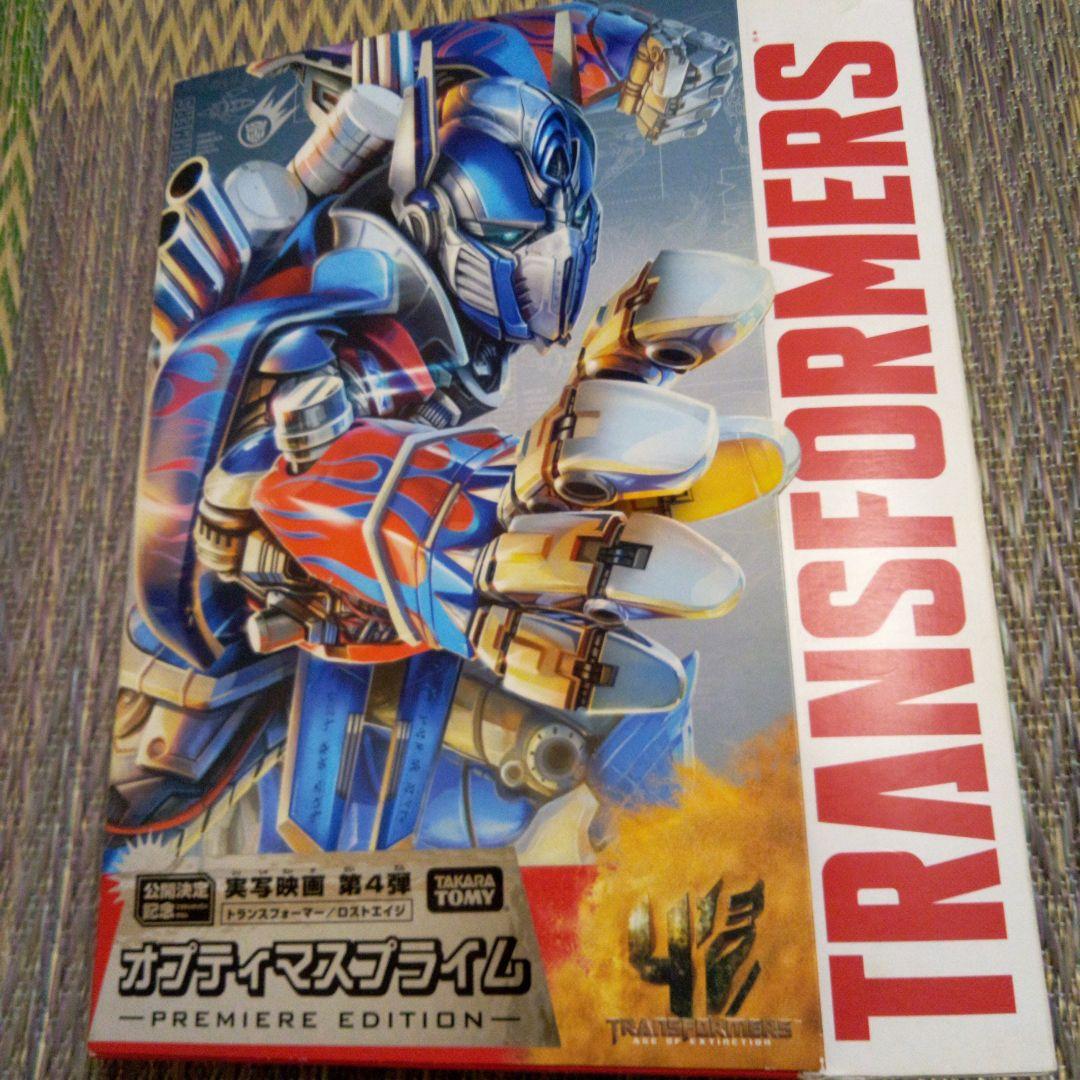 TRANSFORMERS
公開決定
記念
実写映画 第4弾
トランスフォーマー/ロストエイジ
TAKARA
TOMY
オプティマスプライム
PREMIERE EDITION
TRANSFORMERS
AGE OF EXTINCTION